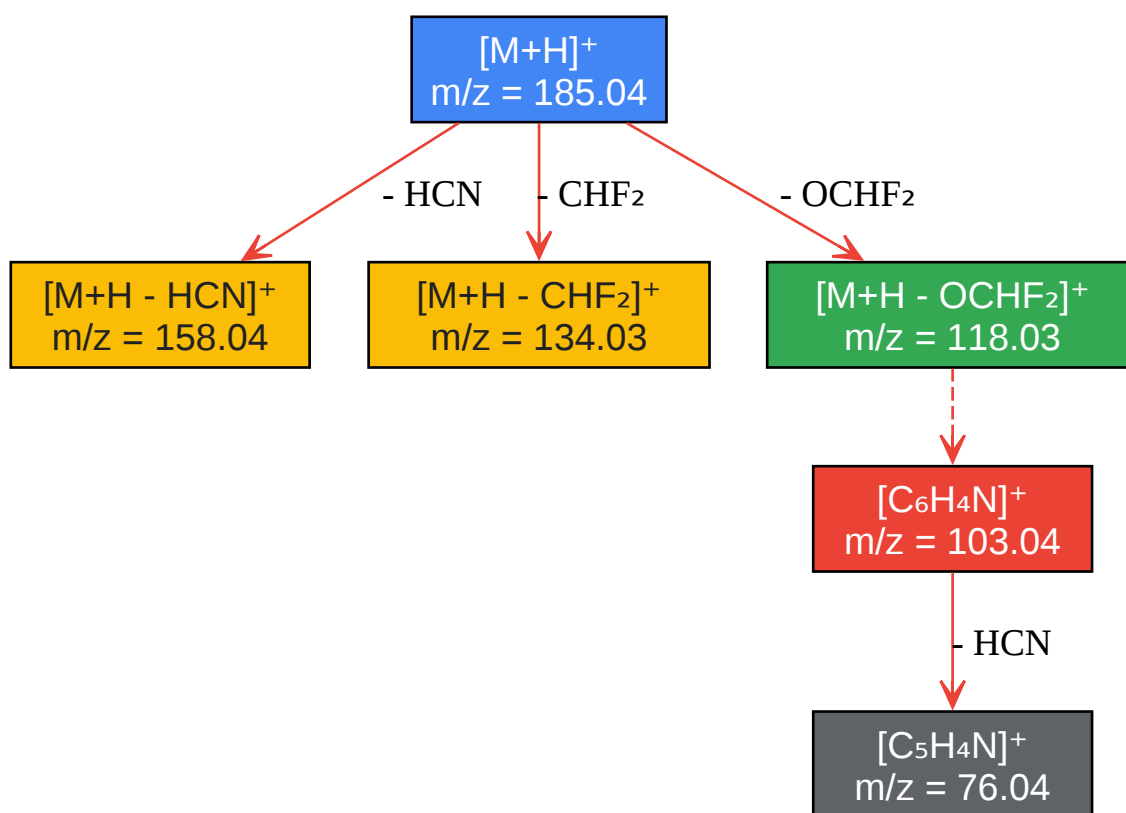 [M+H]⁺
m/z = 185.04
- HCN
- CHF₂
- OCHF₂
[M+H - HCN]⁺
m/z = 158.04
[M+H - CHF₂]⁺
m/z = 134.03
[M+H - OCHF₂]⁺
m/z = 118.03
[C₆H₄N]⁺
m/z = 103.04
- HCN
[C₅H₄N]⁺
m/z = 76.04